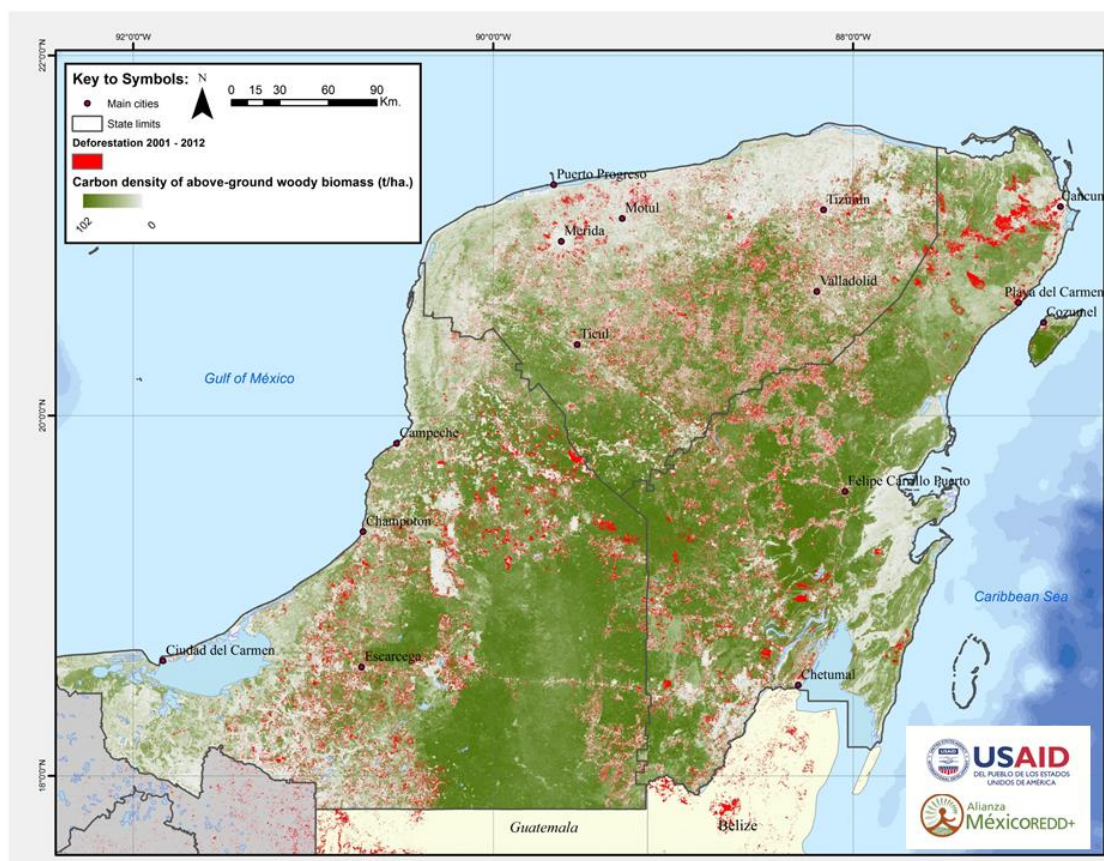 92°0'0"W
90°0'0"W
88°0'0"W
22°0'0"N
Key to Symbols:
N
0 15 30 60 90
Km.
Main cities
State limits
Deforestation 2001 - 2012
Carbon density of above-ground woody biomass (t/ha.)
102 0
Puerto Progreso
Motul
Merida
Tizimin
Cancun
Valladolid
Playa del Carmen
Cozumel
Ticul
Gulf of México
20°0'0"N
Campeche
Felipe Carrillo Puerto
Champoton
Caribbean Sea
Ciudad del Carmen
Escarcega
Chetumal
18°0'0"N
Guatemala
Belize
USAID
DEL PUEBLO DE LOS ESTADOS
UNIDOS DE AMÉRICA
Alianza
MéxicoREDD+